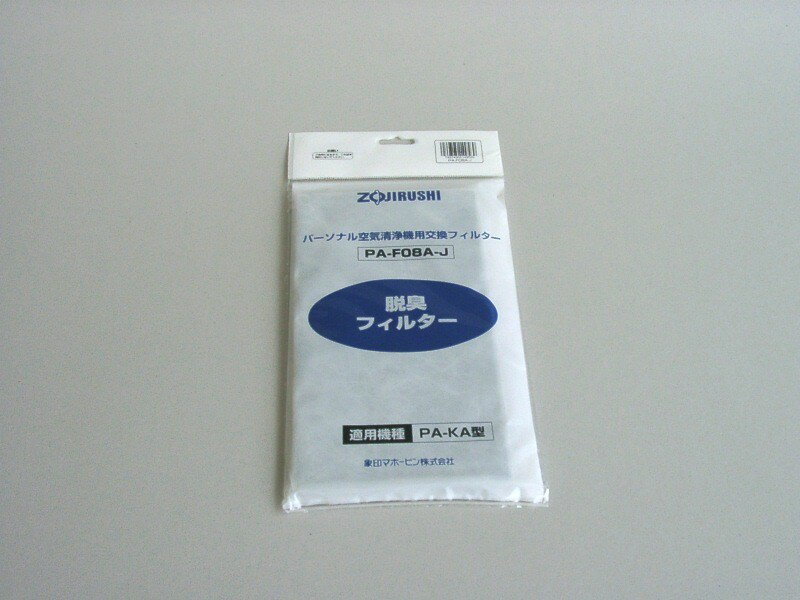 PA-F08A-J
ZOJIRUSHI
パーソナル空気清浄機用交換フィルター
PA-F08A-J
脱臭
フィルター
適用機種 PA-KA型
象印マホービン株式会社